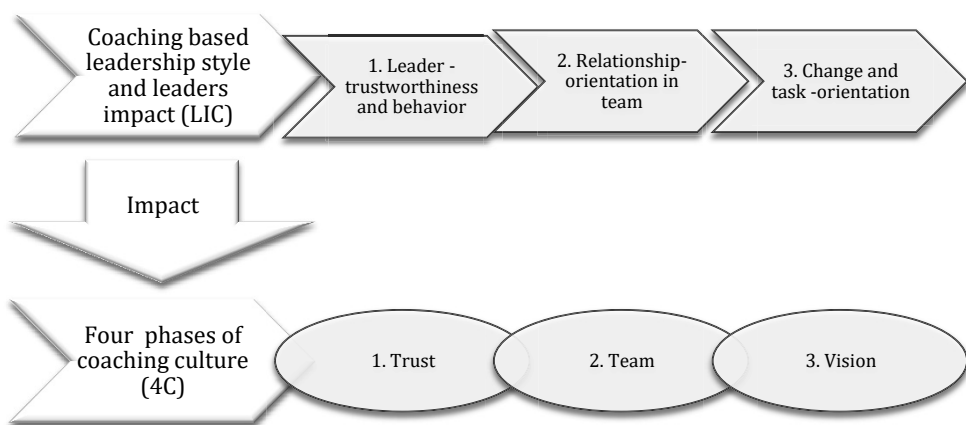 Coaching based
leadership style
and leaders
impact (LIC)
1. Leader -
trustworthiness
and behavior
2. Relationship-
orientation in
team
3. Change and
task -orientation
Impact
Four  phases of
coaching culture
(4C)
1. Trust
2. Team
3. Vision